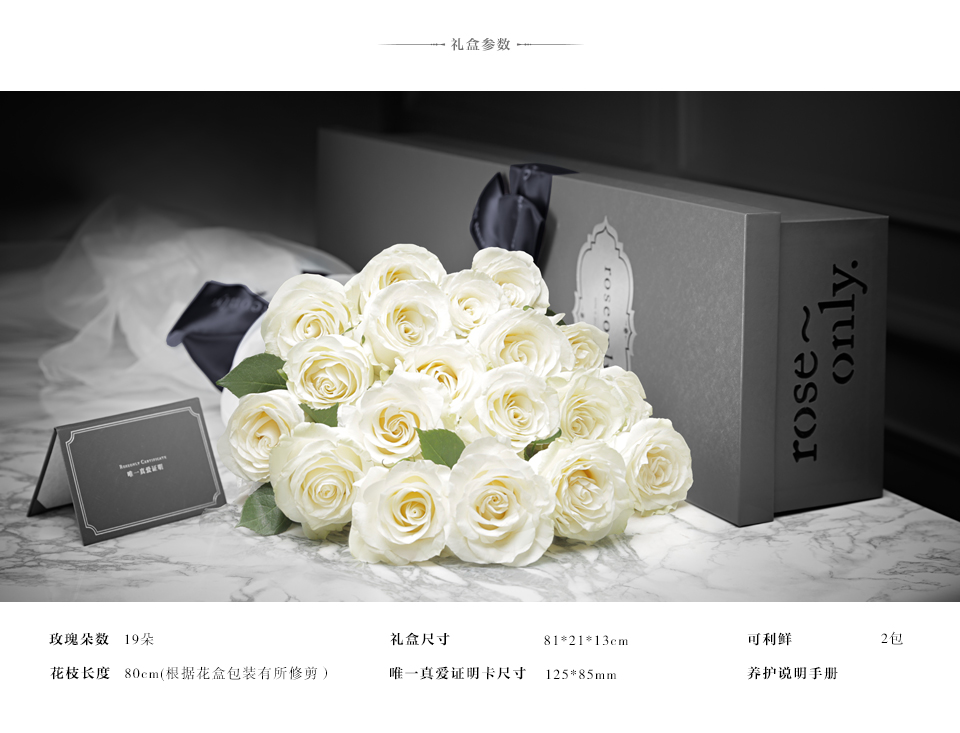 礼盒参数
rose~
only.
ROSEONLY CERTIFICATE
唯一真爱证明
玫瑰朵数 19朵 礼盒尺寸 81*21*13cm 可利鲜 2包
花枝长度 80cm(根据花盒包装有所修剪) 唯一真爱证明卡尺寸 125*85mm 养护说明手册